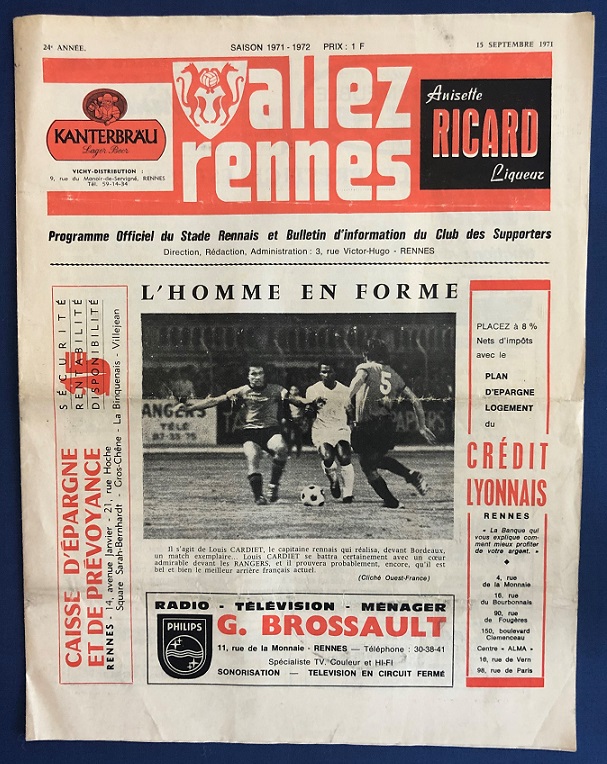 24e ANNÉE.
SAISON 1971 - 1972 PRIX : 1 F
15 SEPTEMBRE 1971
KANTERBRÄU
Lager Beer
VICHY-DISTRIBUTION :
9, rue du Manoir-de-Servigné, RENNES
Tél. 59-14-34
allez
rennes
Anisette
RICARD
Liqueur
Programme Officiel du Stade Rennais et Bulletin d'information du Club des Supporters
Direction, Rédaction, Administration : 3, rue Victor-Hugo - RENNES
SÉCURITÉ
RENTABILITÉ
DISPONIBILITÉ
CAISSE D'ÉPARGNE
ET DE PRÉVOYANCE
RENNES - 14, avenue Janvier - 21, rue Hoche
Square Sarah-Bernhardt - Gros-Chêne - La Binquenais - Villejean
L'HOMME EN FORME
ANGERS
TÉLÉ
87-33-75
PAPERS
5
Il s'agit de Louis CARDIET, le capitaine rennais qui réalisa, devant Bordeaux,
un match exemplaire... Louis CARDIET se battra certainement avec un cœur
admirable devant les RANGERS, et il prouvera probablement, encore, qu'il est
bel et bien le meilleur arrière français actuel.
(Cliché Ouest-France)
PLACEZ à 8 %
Nets d'impôts
avec le
PLAN
D'EPARGNE
LOGEMENT
du
CRÉDIT
LYONNAIS
RENNES
« La Banque qui
vous explique com-
ment mieux profiter
de votre argent. »
4, rue
de la Monnaie
16, rue
du Bourbonnais
90, rue
de Fougères
150, boulevard
Clemenceau
Centre « ALMA »
16, rue de Vern
98, rue de Paris
RADIO - TÉLÉVISION - MÉNAGER
PHILIPS
G. BROSSAULT
11, rue de la Monnaie - RENNES - Téléphone : 30-38-41
Spécialiste TV. Couleur et HI-FI
SONORISATION - TELEVISION EN CIRCUIT FERMÉ